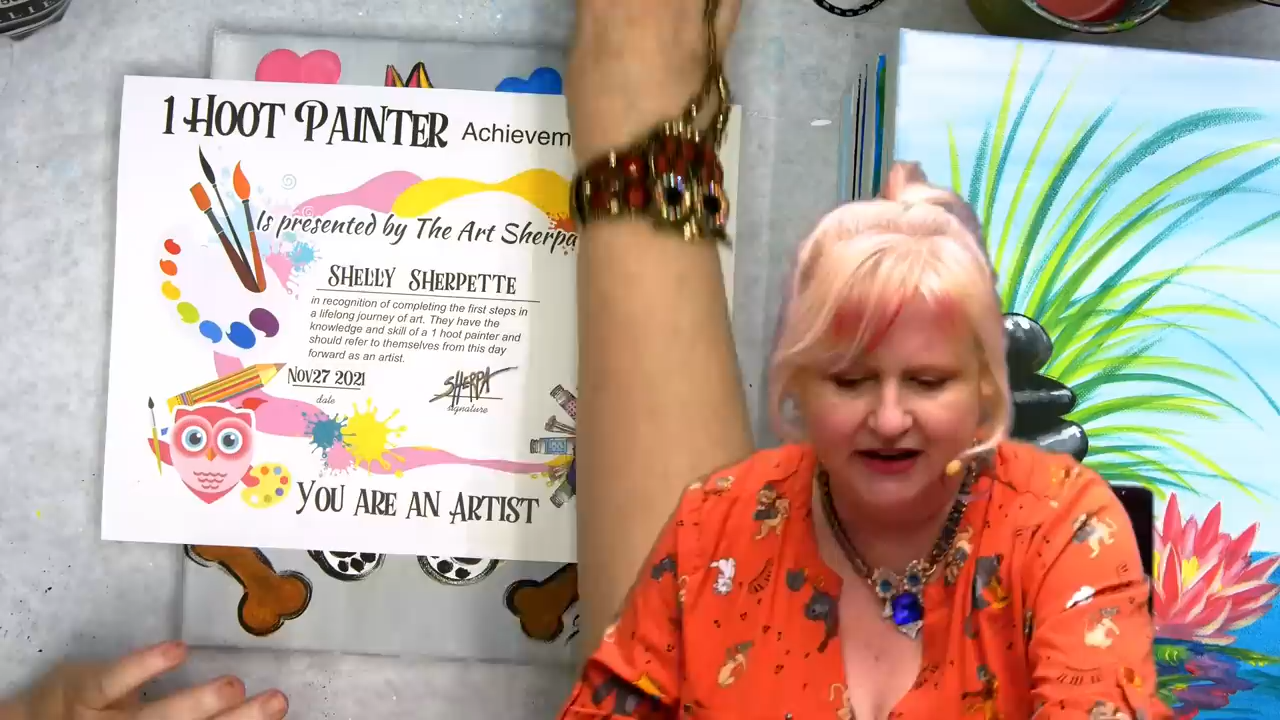 1 Hoot Painter Achievem
Is presented by The Art Sherpa
Shelly Sherpette
in recognition of completing the first steps in
a lifelong journey of art. They have the
knowledge and skill of a 1 hoot painter and
should refer to themselves from this day
forward as an artist.
Nov27 2021
date
SHERPA
signature
You are an Artist